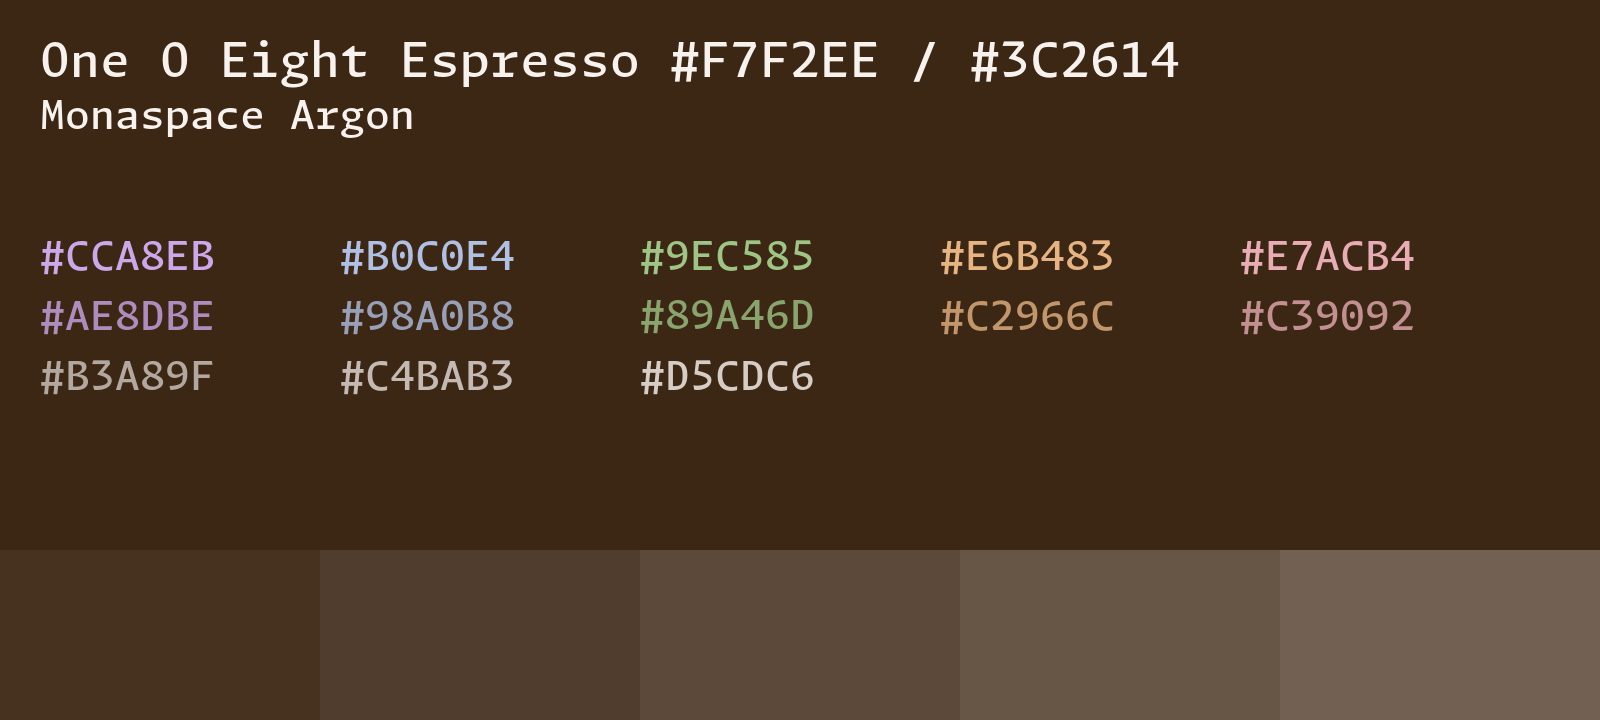 One O Eight Espresso #F7F2EE / #3C2614
Monaspace Argon
#CCA8EB #B0C0E4 #9EC585 #E6B483 #E7ACB4
#AE8DBE #98A0B8 #89A46D #C2966C #C39092
#B3A89F #C4BAB3 #D5CDC6